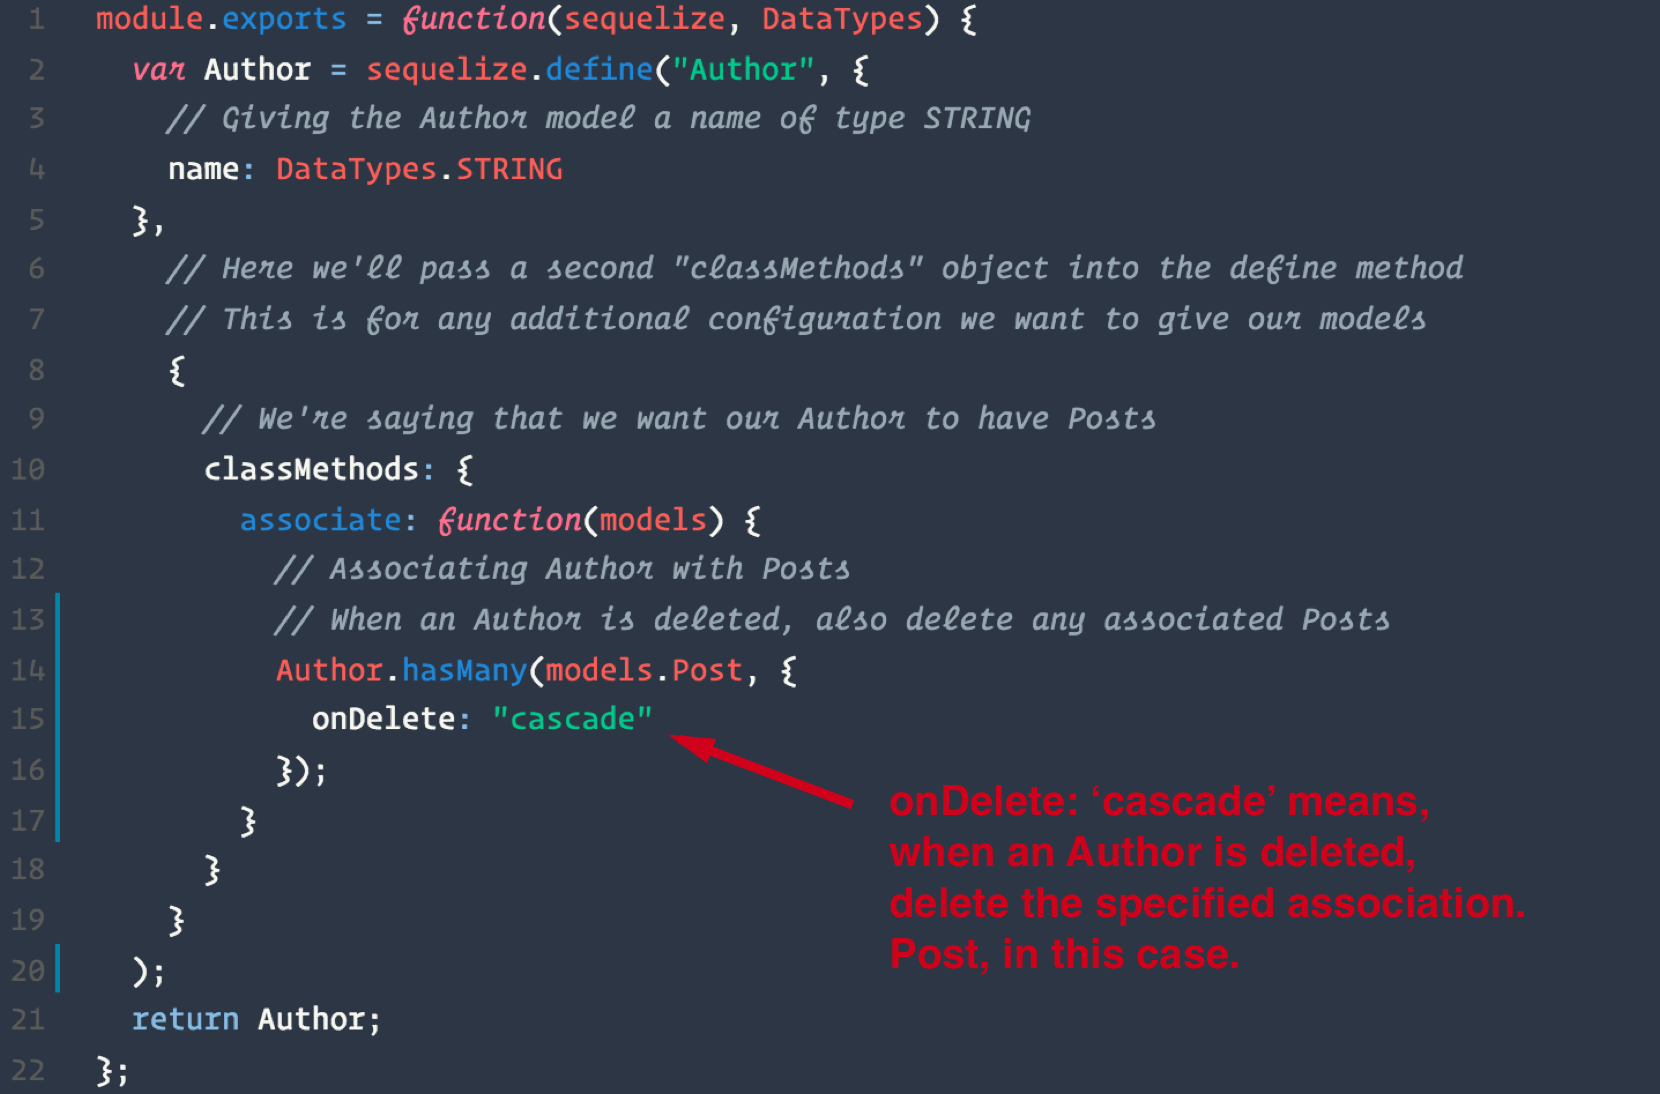 1 module.exports = function(sequelize, DataTypes) {
2 var Author = sequelize.define("Author", {
3 // Giving the Author model a name of type STRING
4 name: DataTypes.STRING
5 },
6 // Here we'll pass a second "classMethods" object into the define method
7 // This is for any additional configuration we want to give our models
8 {
9 // We're saying that we want our Author to have Posts
10 classMethods: {
11 associate: function(models) {
12 // Associating Author with Posts
13 // When an Author is deleted, also delete any associated Posts
14 Author.hasMany(models.Post, {
15 onDelete: "cascade"
16 });
17 }
18 }
19 }
20 );
21 return Author;
22 };
onDelete: ‘cascade’ means,
when an Author is deleted,
delete the specified association.
Post, in this case.